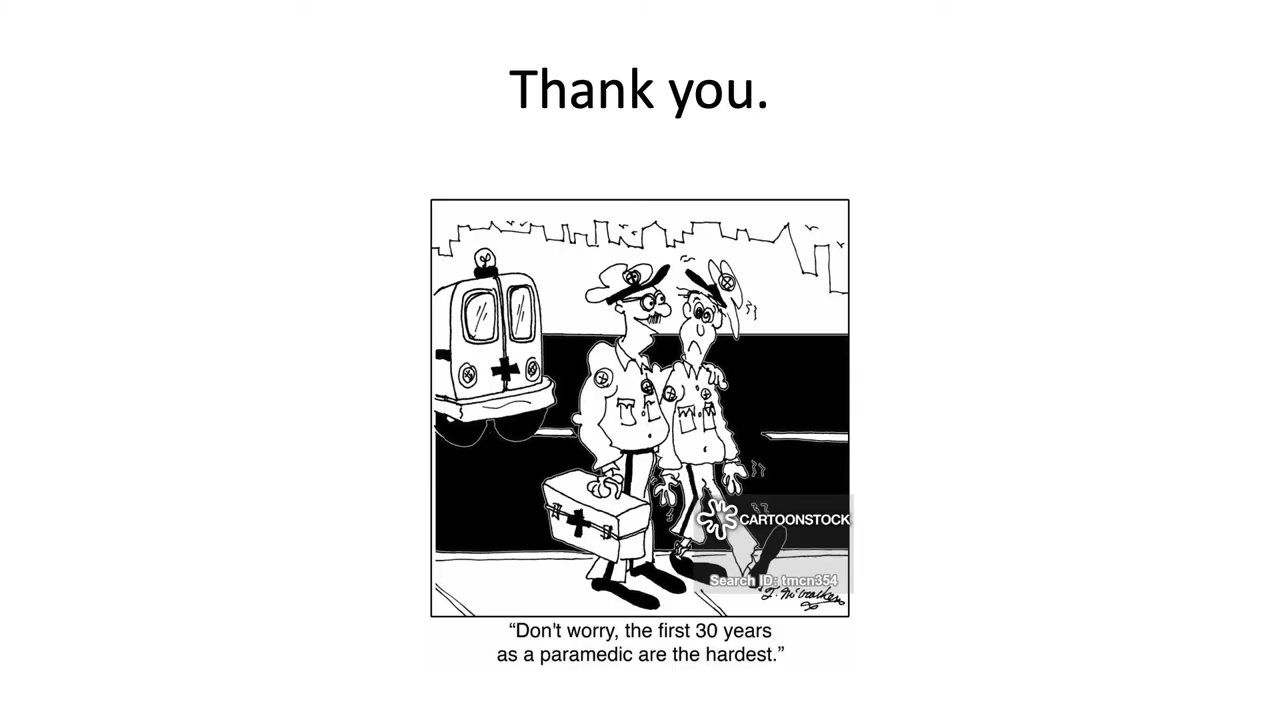 Thank you.
CARTOONSTOCK
Search ID: tmcn354
“Don't worry, the first 30 years
as a paramedic are the hardest.”